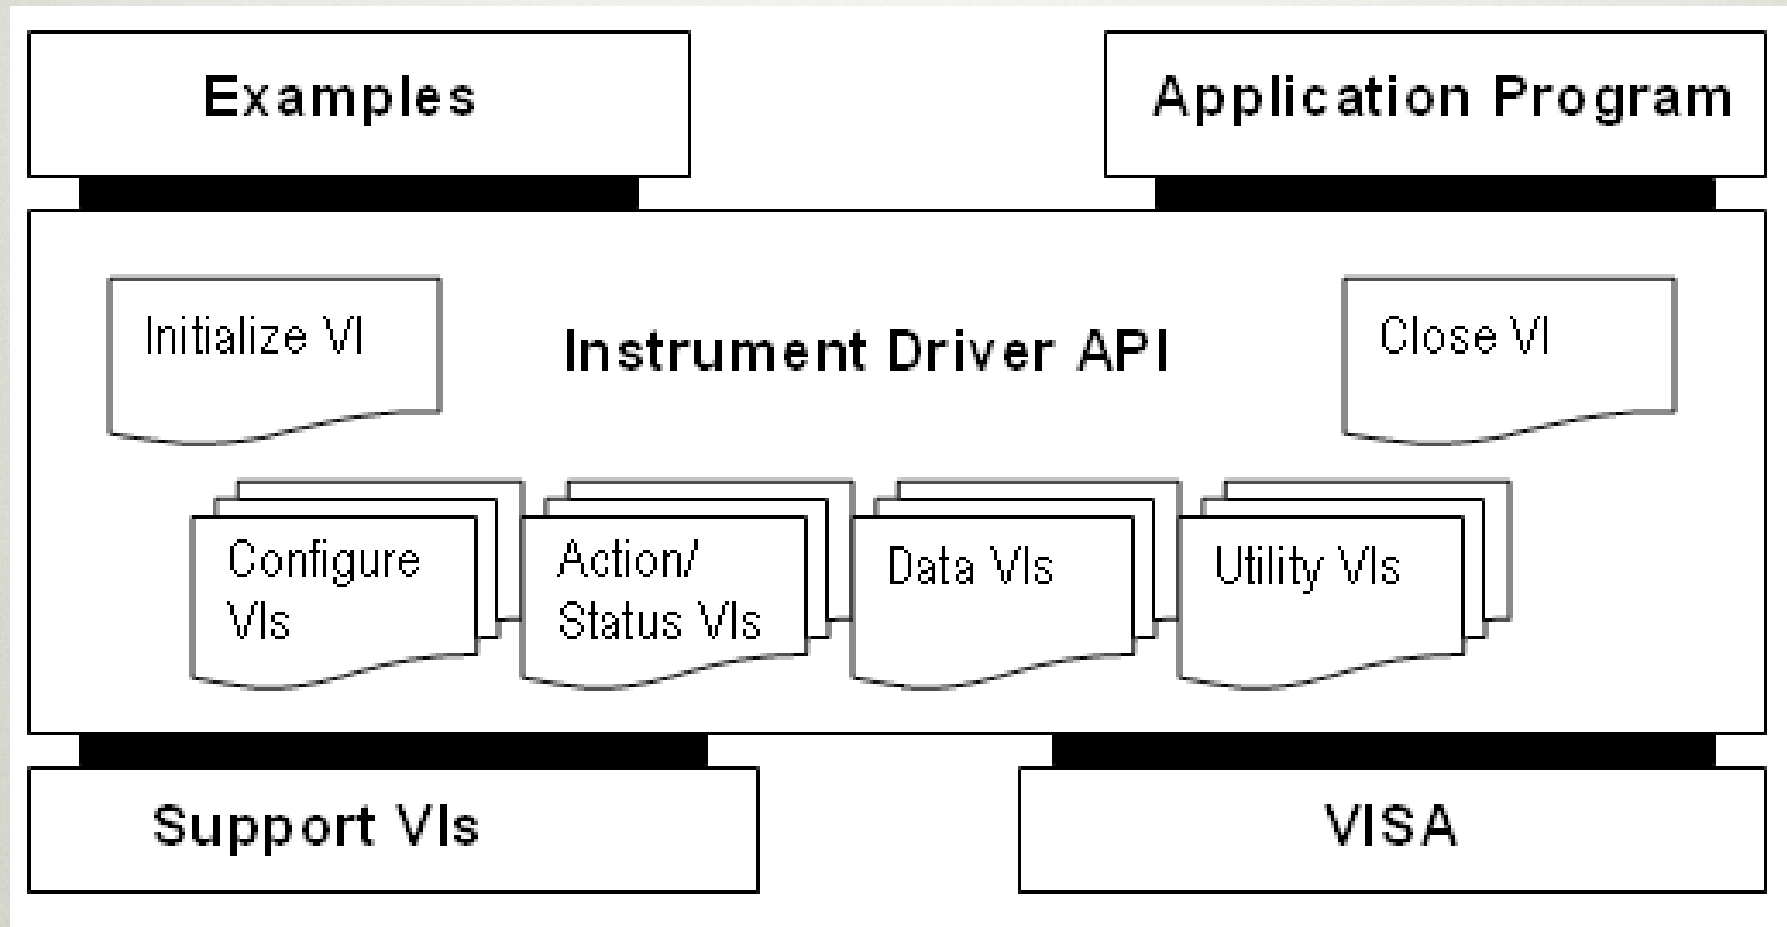 Examples
Application Program
Initialize VI
Instrument Driver API
Close VI
Configure
VIs
Action/
Status VIs
Data VIs
Utility VIs
Support VIs
VISA